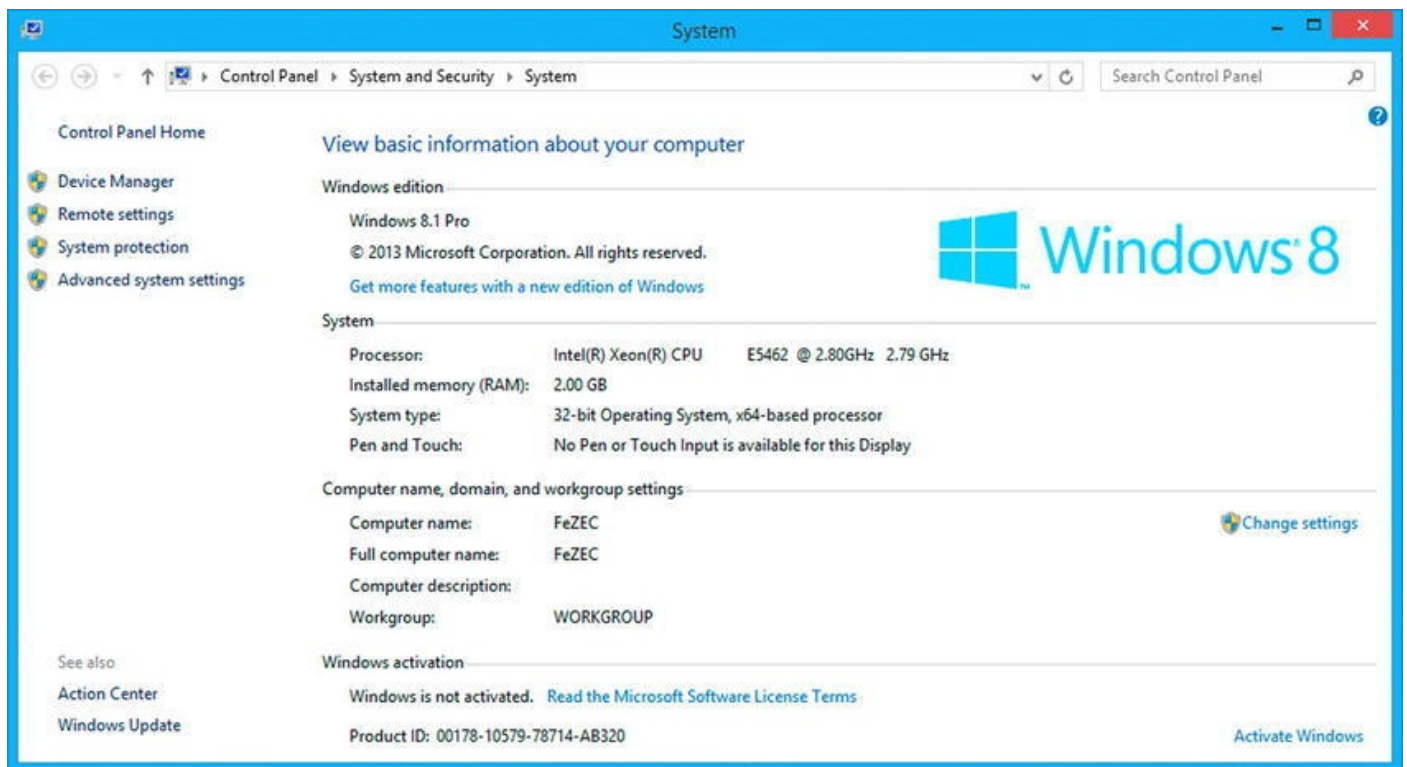 System
Control Panel System and Security System
Search Control Panel
Control Panel Home
Device Manager
Remote settings
System protection
Advanced system settings
See also
Action Center
Windows Update
View basic information about your computer
Windows edition
Windows 8.1 Pro
© 2013 Microsoft Corporation. All rights reserved.
Get more features with a new edition of Windows
Windows 8
System
Processor: Intel(R) Xeon(R) CPU E5462 @ 2.80GHz 2.79 GHz
Installed memory (RAM): 2.00 GB
System type: 32-bit Operating System, x64-based processor
Pen and Touch: No Pen or Touch Input is available for this Display
Computer name, domain, and workgroup settings
Computer name: FeZEC
Change settings
Full computer name: FeZEC
Computer description:
Workgroup: WORKGROUP
Windows activation
Windows is not activated. Read the Microsoft Software License Terms
Product ID: 00178-10579-78714-AB320
Activate Windows